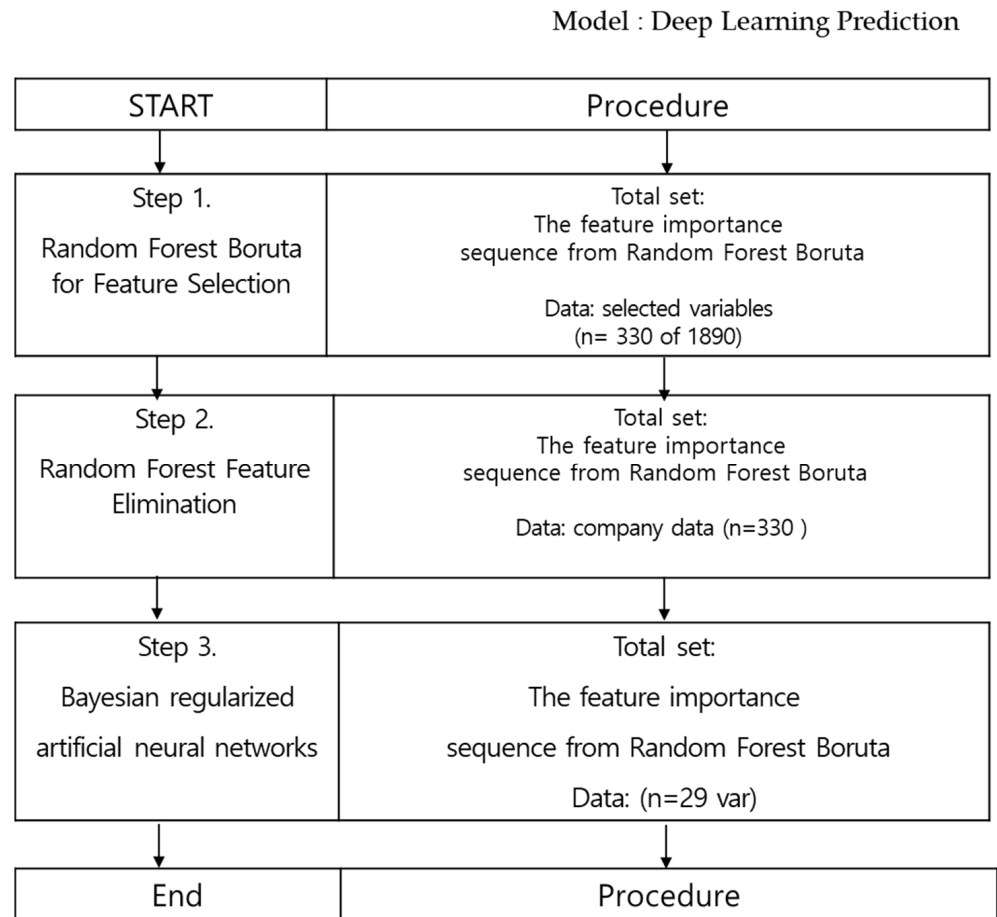 Model : Deep Learning Prediction
START
Procedure
Step 1.
Random Forest Boruta
for Feature Selection
Total set:
The feature importance
sequence from Random Forest Boruta
Data: selected variables
(n= 330 of 1890)
Step 2.
Random Forest Feature
Elimination
Total set:
The feature importance
sequence from Random Forest Boruta
Data: company data (n=330 )
Step 3.
Bayesian regularized
artificial neural networks
Total set:
The feature importance
sequence from Random Forest Boruta
Data: (n=29 var)
End
Procedure